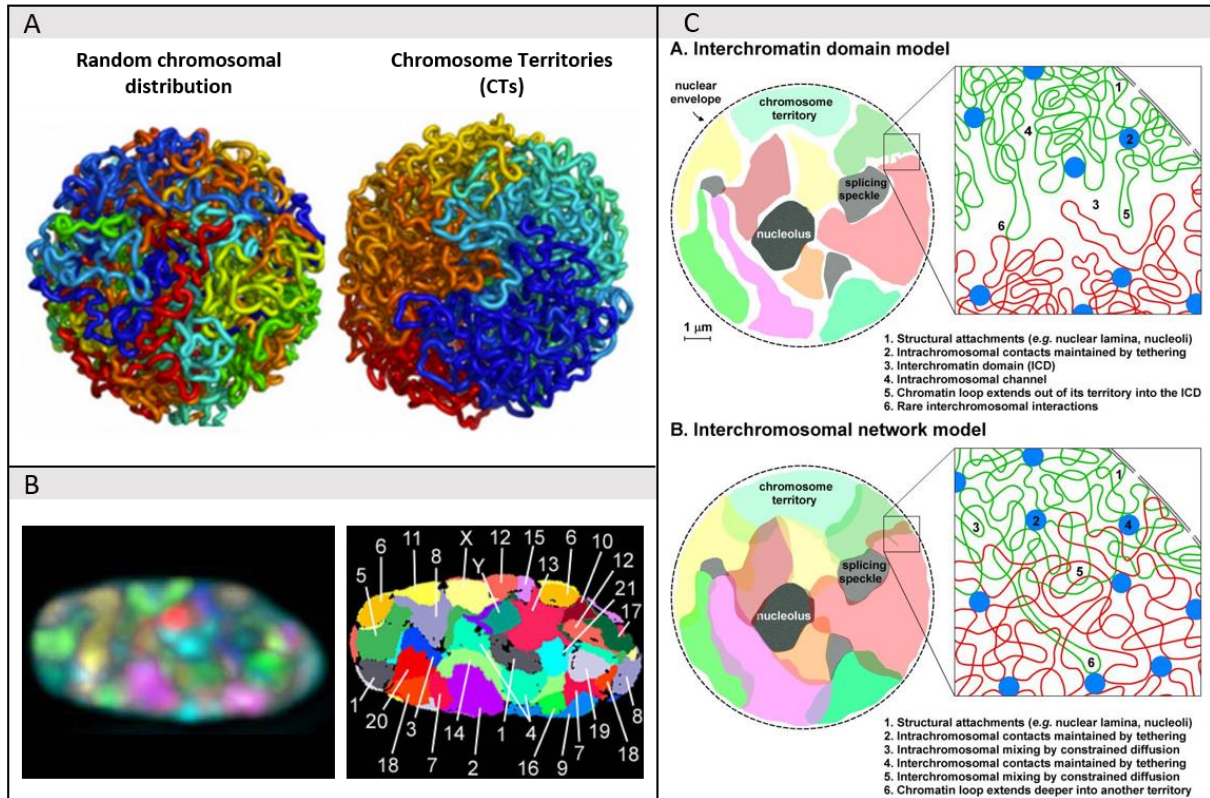 A
Random chromosomal
distribution
Chromosome Territories
(CTs)
B
6
11
8
X
Y
12
15
13
6
10
12
21
17
5
1
20
18
3
7
14
2
1
4
16
9
7
19
18
8
C
A. Interchromatin domain model
nuclear
envelope
chromosome
territory
splicing
speckle
nucleolus
1 μm
1
2
3
4
5
6
1. Structural attachments (e.g. nuclear lamina, nucleoli)
2. Intrachromosomal contacts maintained by tethering
3. Interchromatin domain (ICD)
4. Intrachromosomal channel
5. Chromatin loop extends out of its territory into the ICD
6. Rare interchromosomal interactions
B. Interchromosomal network model
chromosome
territory
splicing
speckle
nucleolus
1
2
3
4
5
6
1. Structural attachments (e.g. nuclear lamina, nucleoli)
2. Intrachromosomal contacts maintained by tethering
3. Intrachromosomal mixing by constrained diffusion
4. Interchromosomal contacts maintained by tethering
5. Interchromosomal mixing by constrained diffusion
6. Chromatin loop extends deeper into another territory